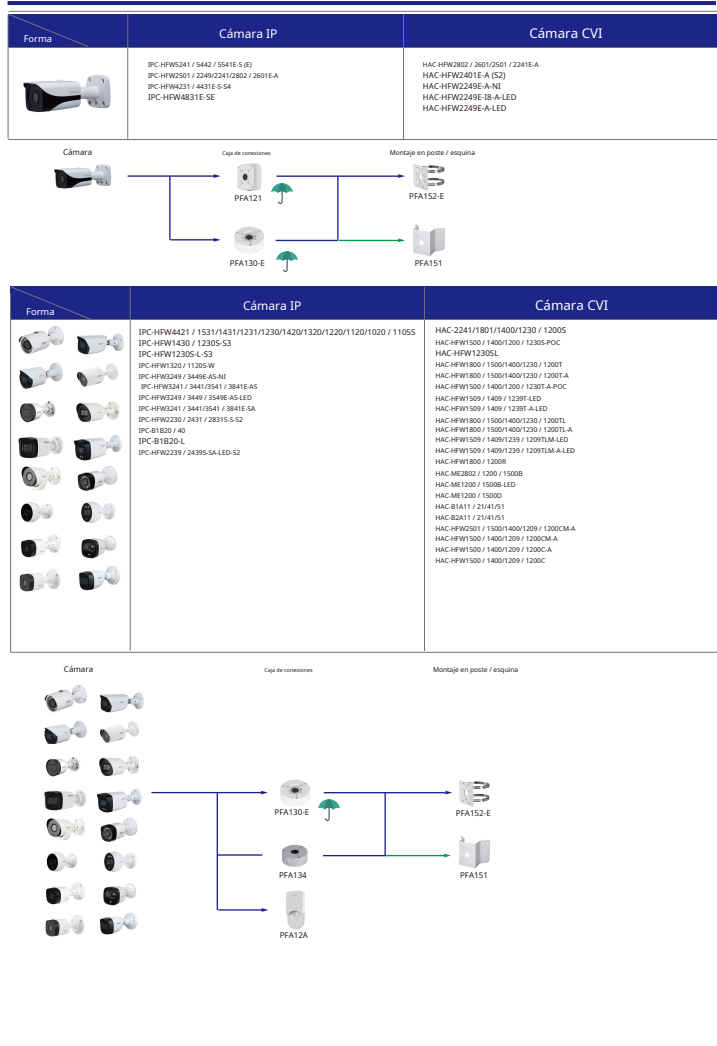 Forma
Cámara IP
Cámara CVI
IPC-HFW5241 / 5442 / 5541E-S (E)
IPC-HFW2501 / 2249/2241/2802 / 2601E-A
IPC-HFW4231 / 4431E-S-S4
IPC-HFW4831E-SE
HAC-HFW2802 / 2601/2501 / 2241E-A
HAC-HFW2401E-A (S2)
HAC-HFW2249E-A-NI
HAC-HFW2249E-I8-A-LED
HAC-HFW2249E-A-LED
Cámara
Caja de conexiones
Montaje en poste / esquina
PFA121
PFA152-E
PFA130-E
PFA151
Forma
Cámara IP
Cámara CVI
IPC-HFW4421 / 1531/1431/1231/1230/1420/1320/1220/1120/1020 / 1105S
IPC-HFW1430 / 1230S-S3
IPC-HFW1230S-L-S3
IPC-HFW1320 / 1120S-W
IPC-HFW3249 / 3449E-AS-NI
IPC-HFW3241 / 3441/3541 / 3841E-AS
IPC-HFW3249 / 3449 / 3549E-AS-LED
IPC-HFW3241 / 3441/3541 / 3841E-SA
IPC-HFW2230 / 2431 / 2831S-S-S2
IPC-B1B20 / 40
IPC-B1B20-L
IPC-HFW2239 / 2439S-SA-LED-S2
HAC-2241/1801/1400/1230 / 1200S
HAC-HFW1500 / 1400/1200 / 1230S-POC
HAC-HFW1230SL
HAC-HFW1800 / 1500/1400/1230 / 1200T
HAC-HFW1800 / 1500/1400/1230 / 1200T-A
HAC-HFW1500 / 1400/1200 / 1230T-A-POC
HAC-HFW1509 / 1409 / 1239T-LED
HAC-HFW1509 / 1409 / 1239T-A-LED
HAC-HFW1800 / 1500/1400/1230 / 1200TL
HAC-HFW1800 / 1500/1400/1230 / 1200TL-A
HAC-HFW1509 / 1409/1239 / 1209TLM-LED
HAC-HFW1509 / 1409/1239 / 1209TLM-A-LED
HAC-HFW1800 / 1200R
HAC-ME2802 / 1200 / 1500B
HAC-ME1200 / 1500B-LED
HAC-ME1200 / 1500D
HAC-B1A11 / 21/41/51
HAC-B2A11 / 21/41/51
HAC-HFW2501 / 1500/1400/1209 / 1200CM-A
HAC-HFW1500 / 1400/1209 / 1200CM-A
HAC-HFW1500 / 1400/1209 / 1200C-A
HAC-HFW1500 / 1400/1209 / 1200C
Cámara
Caja de conexiones
Montaje en poste / esquina
PFA130-E
PFA152-E
PFA134
PFA151
PFA12A